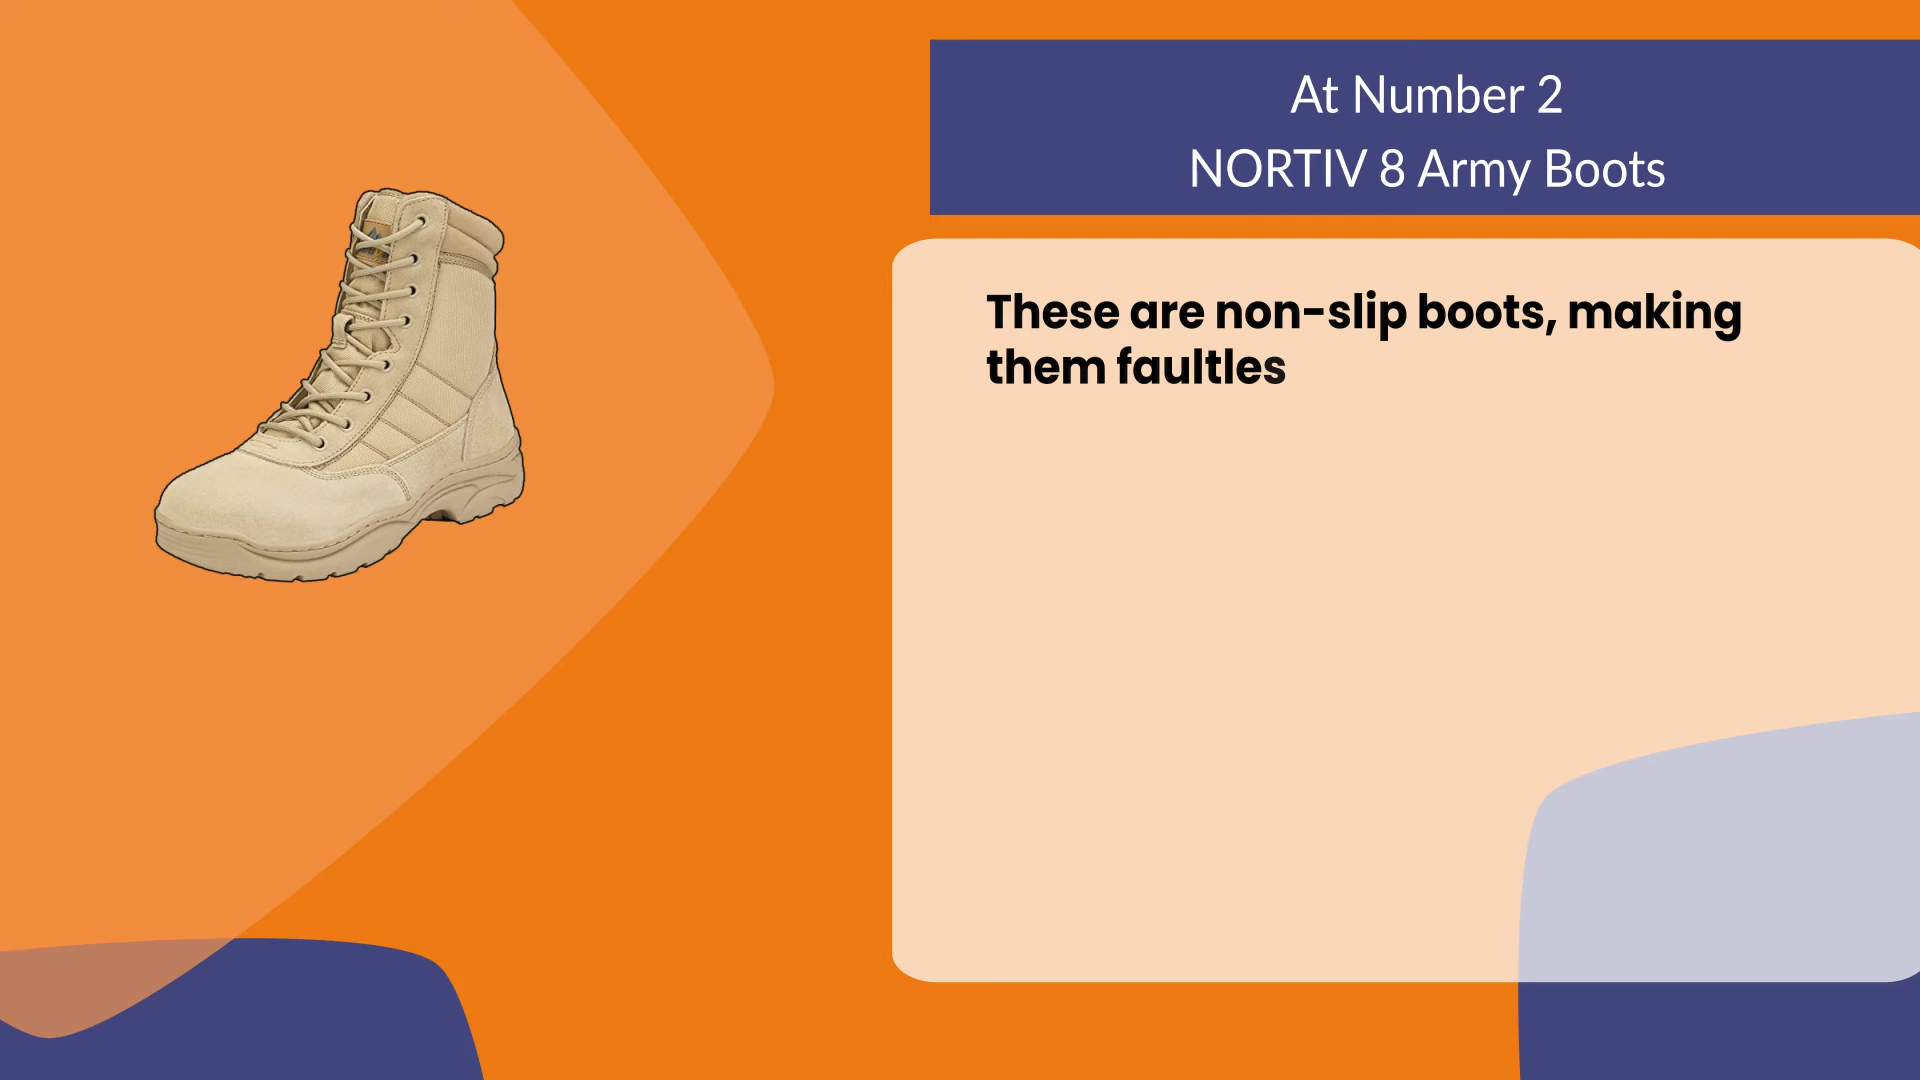 At Number 2
NORTIV 8 Army Boots
These are non-slip boots, making
them faultles